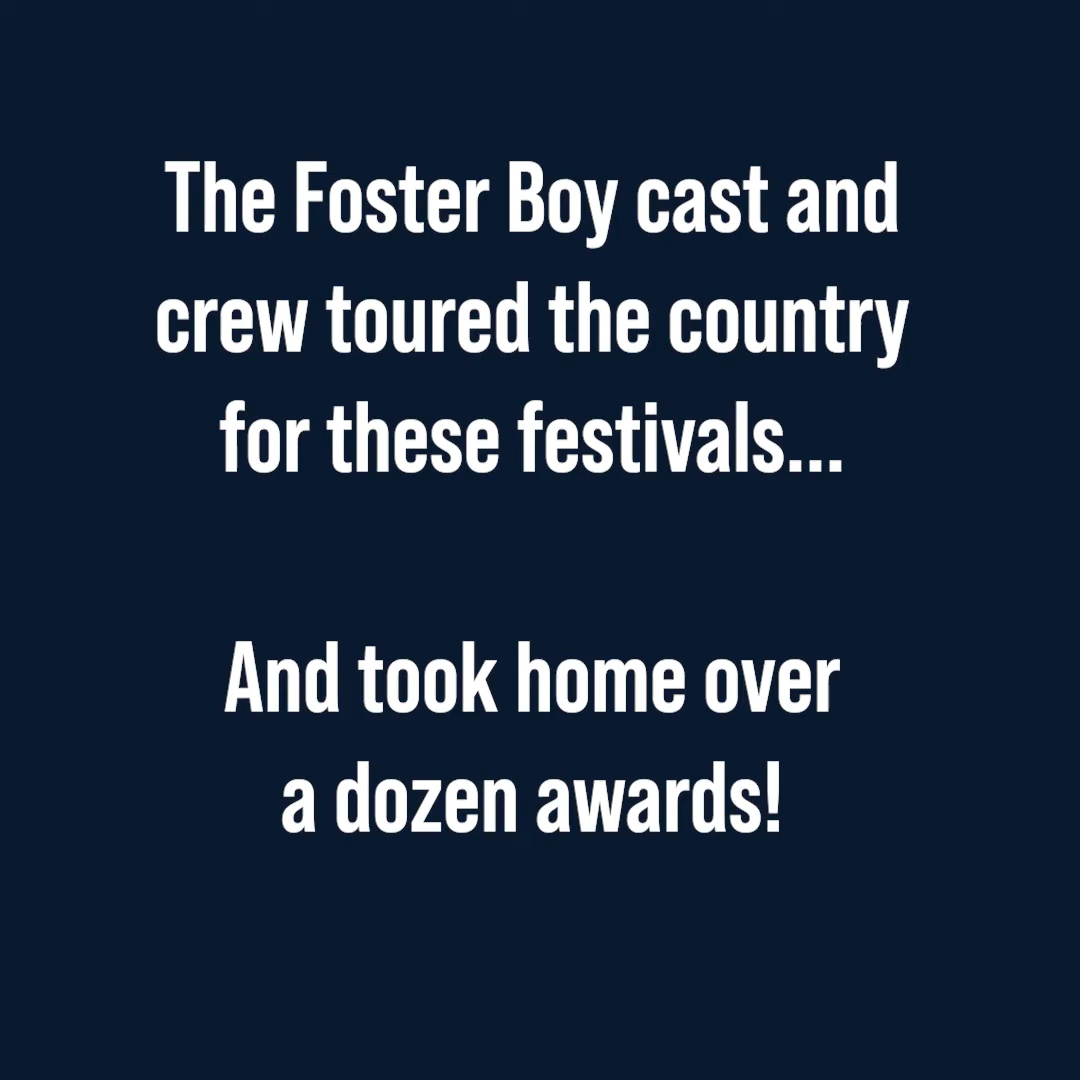 The Foster Boy cast and
crew toured the country
for these festivals...
And took home over
a dozen awards!